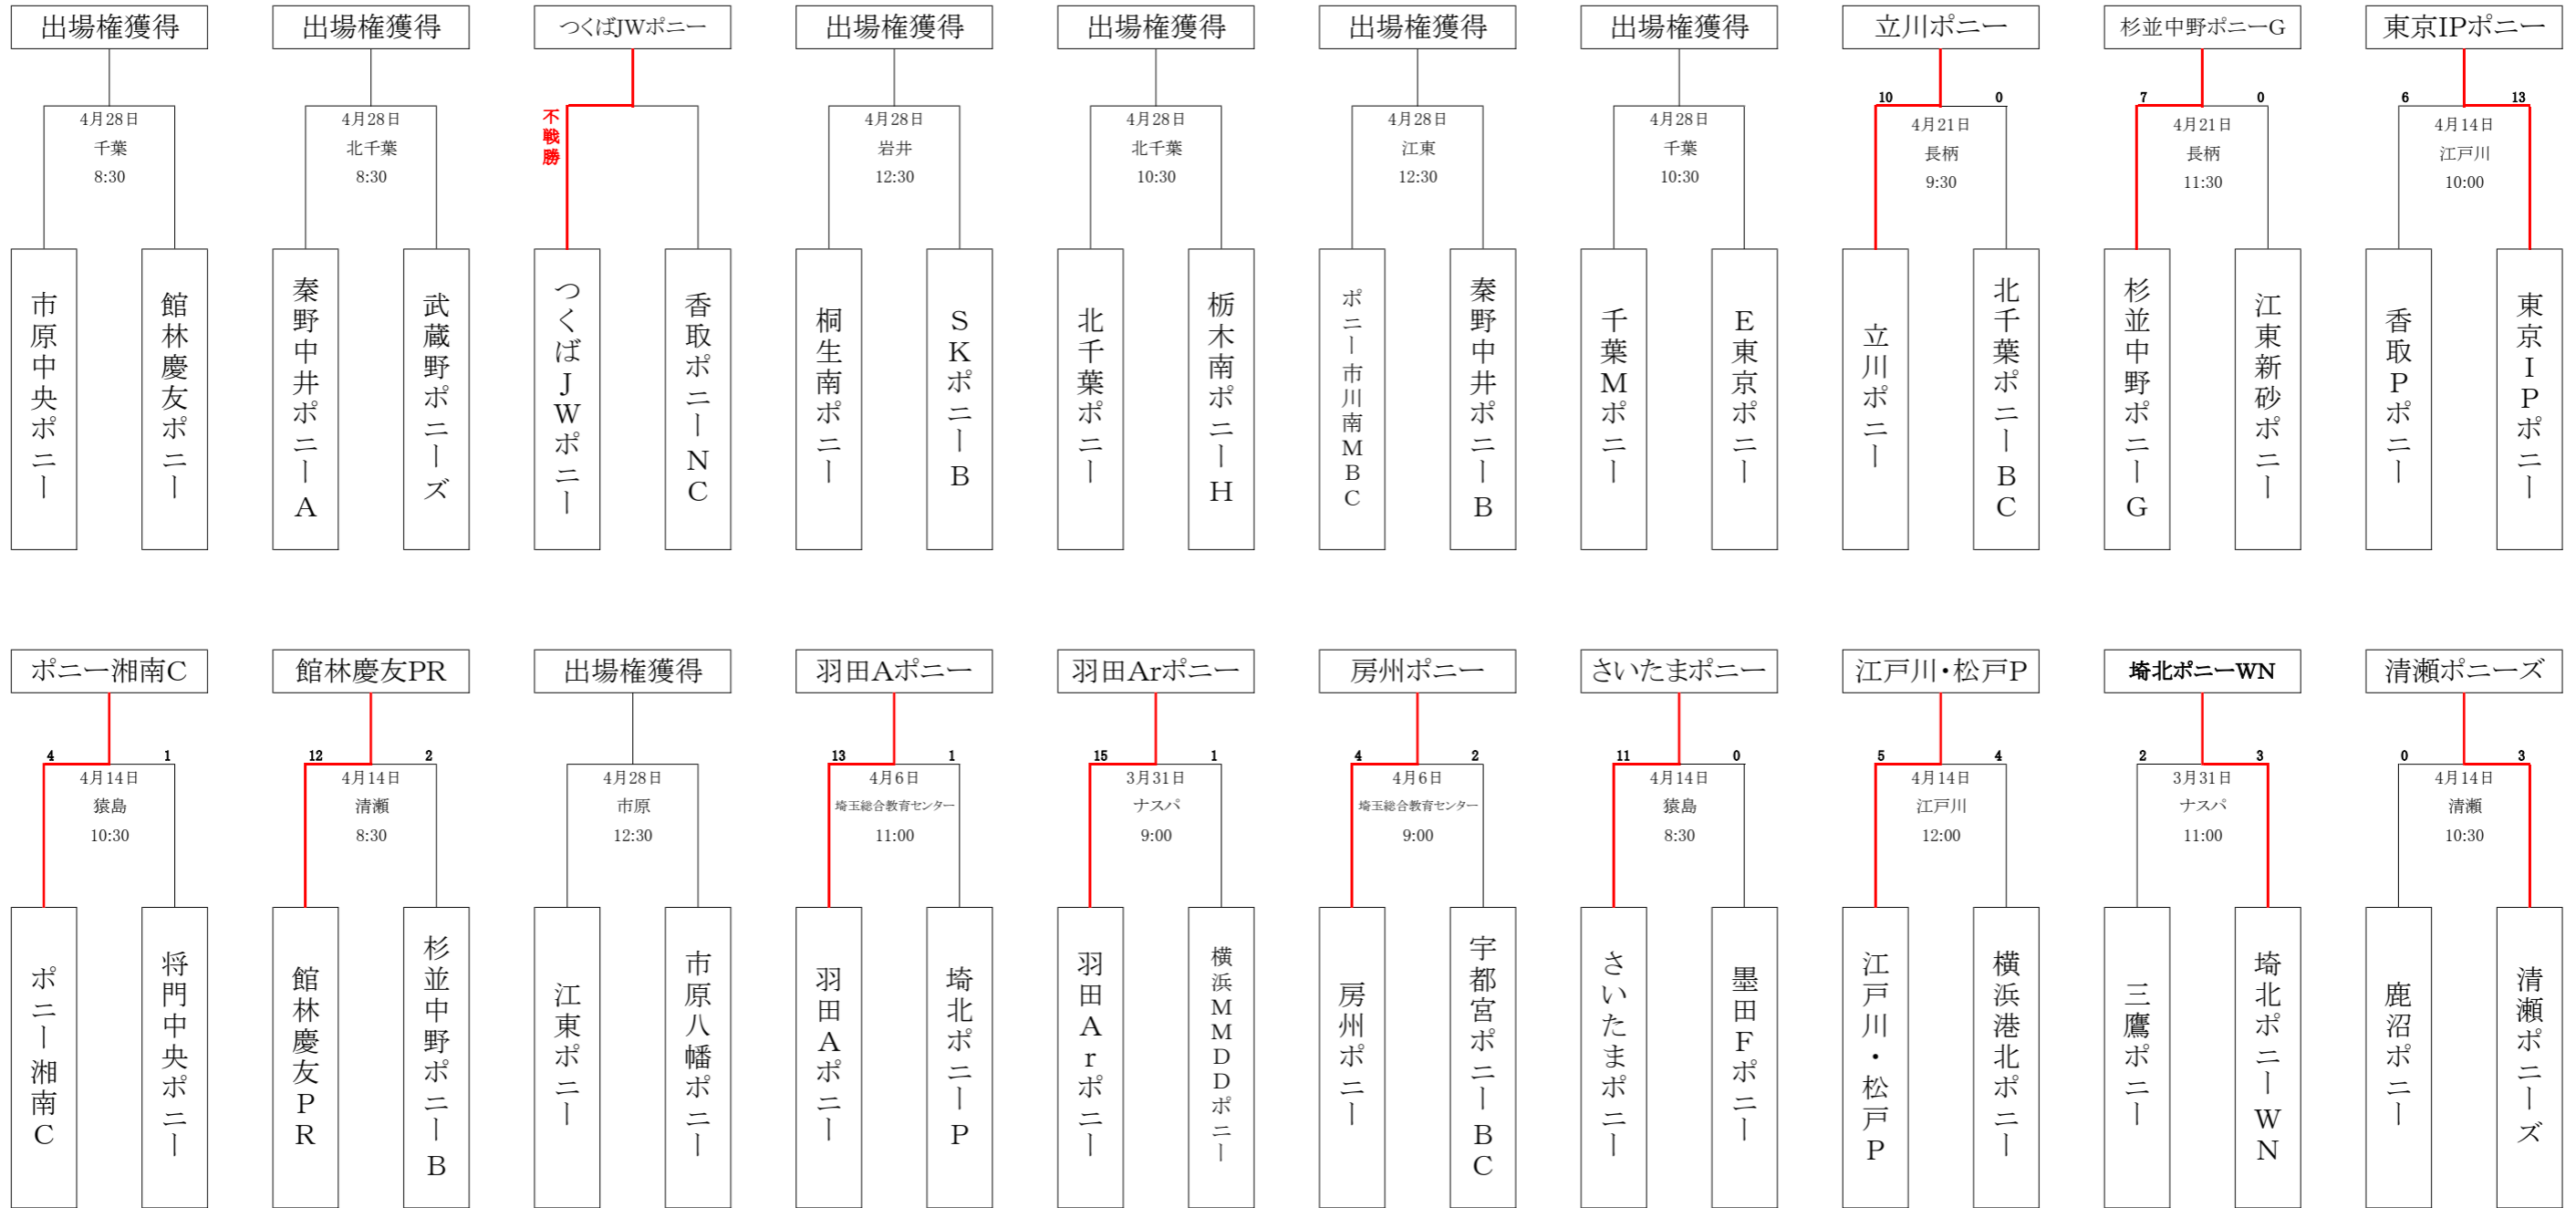 出場権獲得
出場権獲得
つくばJWポニー
出場権獲得
出場権獲得
出場権獲得
出場権獲得
立川ポニー
杉並中野ポニーG
東京IPポニー
4月28日
千葉
8:30
4月28日
北千葉
8:30
不戦勝
4月28日
岩井
12:30
4月28日
北千葉
10:30
4月28日
江東
12:30
4月28日
千葉
10:30
10 0
4月21日
長柄
9:30
7 0
4月21日
長柄
11:30
6 13
4月14日
江戸川
10:00
市原中央ポニー
館林慶友ポニー
秦野中井ポニーA
武蔵野ポニーズ
つくばJWポニー
香取ポニーNC
桐生南ポニー
SKポニーB
北千葉ポニー
栃木南ポニーH
ポニー市川南MBC
秦野中井ポニーB
千葉Mポニー
E東京ポニー
立川ポニー
北千葉ポニーBC
杉並中野ポニーG
江東新砂ポニー
香取Pポニー
東京IPポニー
ポニー湘南C
館林慶友PR
出場権獲得
羽田Aポニー
羽田Arポニー
房州ポニー
さいたまポニー
江戸川・松戸P
埼北ポニーWN
清瀬ポニーズ
4 1
4月14日
猿島
10:30
12 2
4月14日
清瀬
8:30
4月28日
市原
12:30
13 1
4月6日
埼玉総合教育センター
11:00
15 1
3月31日
ナスパ
9:00
4 2
4月6日
埼玉総合教育センター
9:00
11 0
4月14日
猿島
8:30
5 4
4月14日
江戸川
12:00
2 3
3月31日
ナスパ
11:00
0 3
4月14日
清瀬
10:30
ポニー湘南C
将門中央ポニー
館林慶友PR
杉並中野ポニーB
江東ポニー
市原八幡ポニー
羽田Aポニー
埼北ポニーP
羽田Arポニー
横浜MMDDポニー
房州ポニー
宇都宮ポニーBC
さいたまポニー
墨田Fポニー
江戸川・松戸P
横浜港北ポニー
三鷹ポニー
埼北ポニーWN
鹿沼ポニー
清瀬ポニーズ